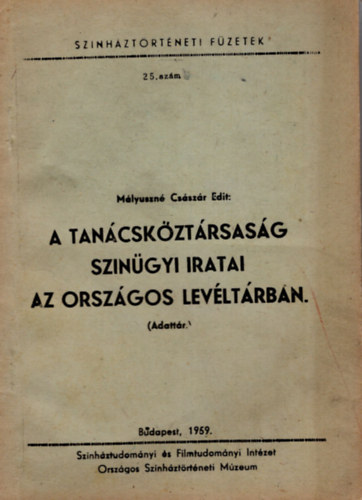 SZINHÁZTÖRTÉNETI FÜZETEK
25.szám
Mályuszné Császár Edit:
A TANÁCSKÖZTÁRSASÁG
SZINÜGYI IRATAI
AZ ORSZÁGOS LEVÉLTÁRBAN.
(Adattár.)
Budapest, 1959.
Szinháztudományi és Filmtudományi Intézet
Országos Szinháztörténeti Múzeum